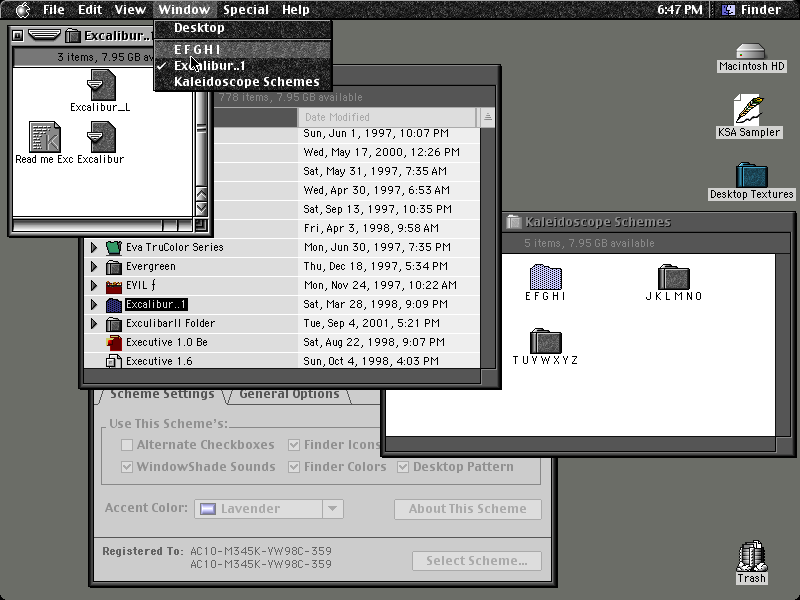 File Edit View Window Special Help 6:47 PM Finder
Desktop
E F G H I
Excalibur..1
Kaleidoscope Schemes
Excalibur..1
3 items, 7.95 GB av
Excalibur_L
Read me Exc
Excalibur
778 items, 7.95 GB available
Date Modified
Sun, Jun 1, 1997, 10:07 PM
Wed, May 17, 2000, 12:26 PM
Sat, May 31, 1997, 7:35 AM
Wed, Apr 30, 1997, 6:53 AM
Sat, Sep 13, 1997, 10:35 PM
Fri, Apr 3, 1998, 9:58 AM
Eva TruColor Series Mon, Jun 30, 1997, 7:35 PM
Evergreen Thu, Dec 18, 1997, 5:34 PM
EVIL ƒ Mon, Nov 24, 1997, 10:22 AM
Excalibur..1 Sat, Mar 28, 1998, 9:09 PM
ExculibarII Folder Tue, Sep 4, 2001, 5:21 PM
Executive 1.0 Be Sat, Aug 22, 1998, 9:07 PM
Executive 1.6 Sun, Oct 4, 1998, 4:03 PM
Kaleidoscope Schemes
5 items, 7.95 GB available
E F G H I
J K L M N O
T U V W X Y Z
Scheme Settings General Options
Use This Scheme's:
Alternate Checkboxes Finder Icons
WindowShade Sounds Finder Colors Desktop Pattern
Accent Color: Lavender About This Scheme
Registered To: AC10-M345K-YW98C-359
AC10-M345K-YW98C-359
Select Scheme...
Macintosh HD
KSA Sampler
Desktop Textures
Trash